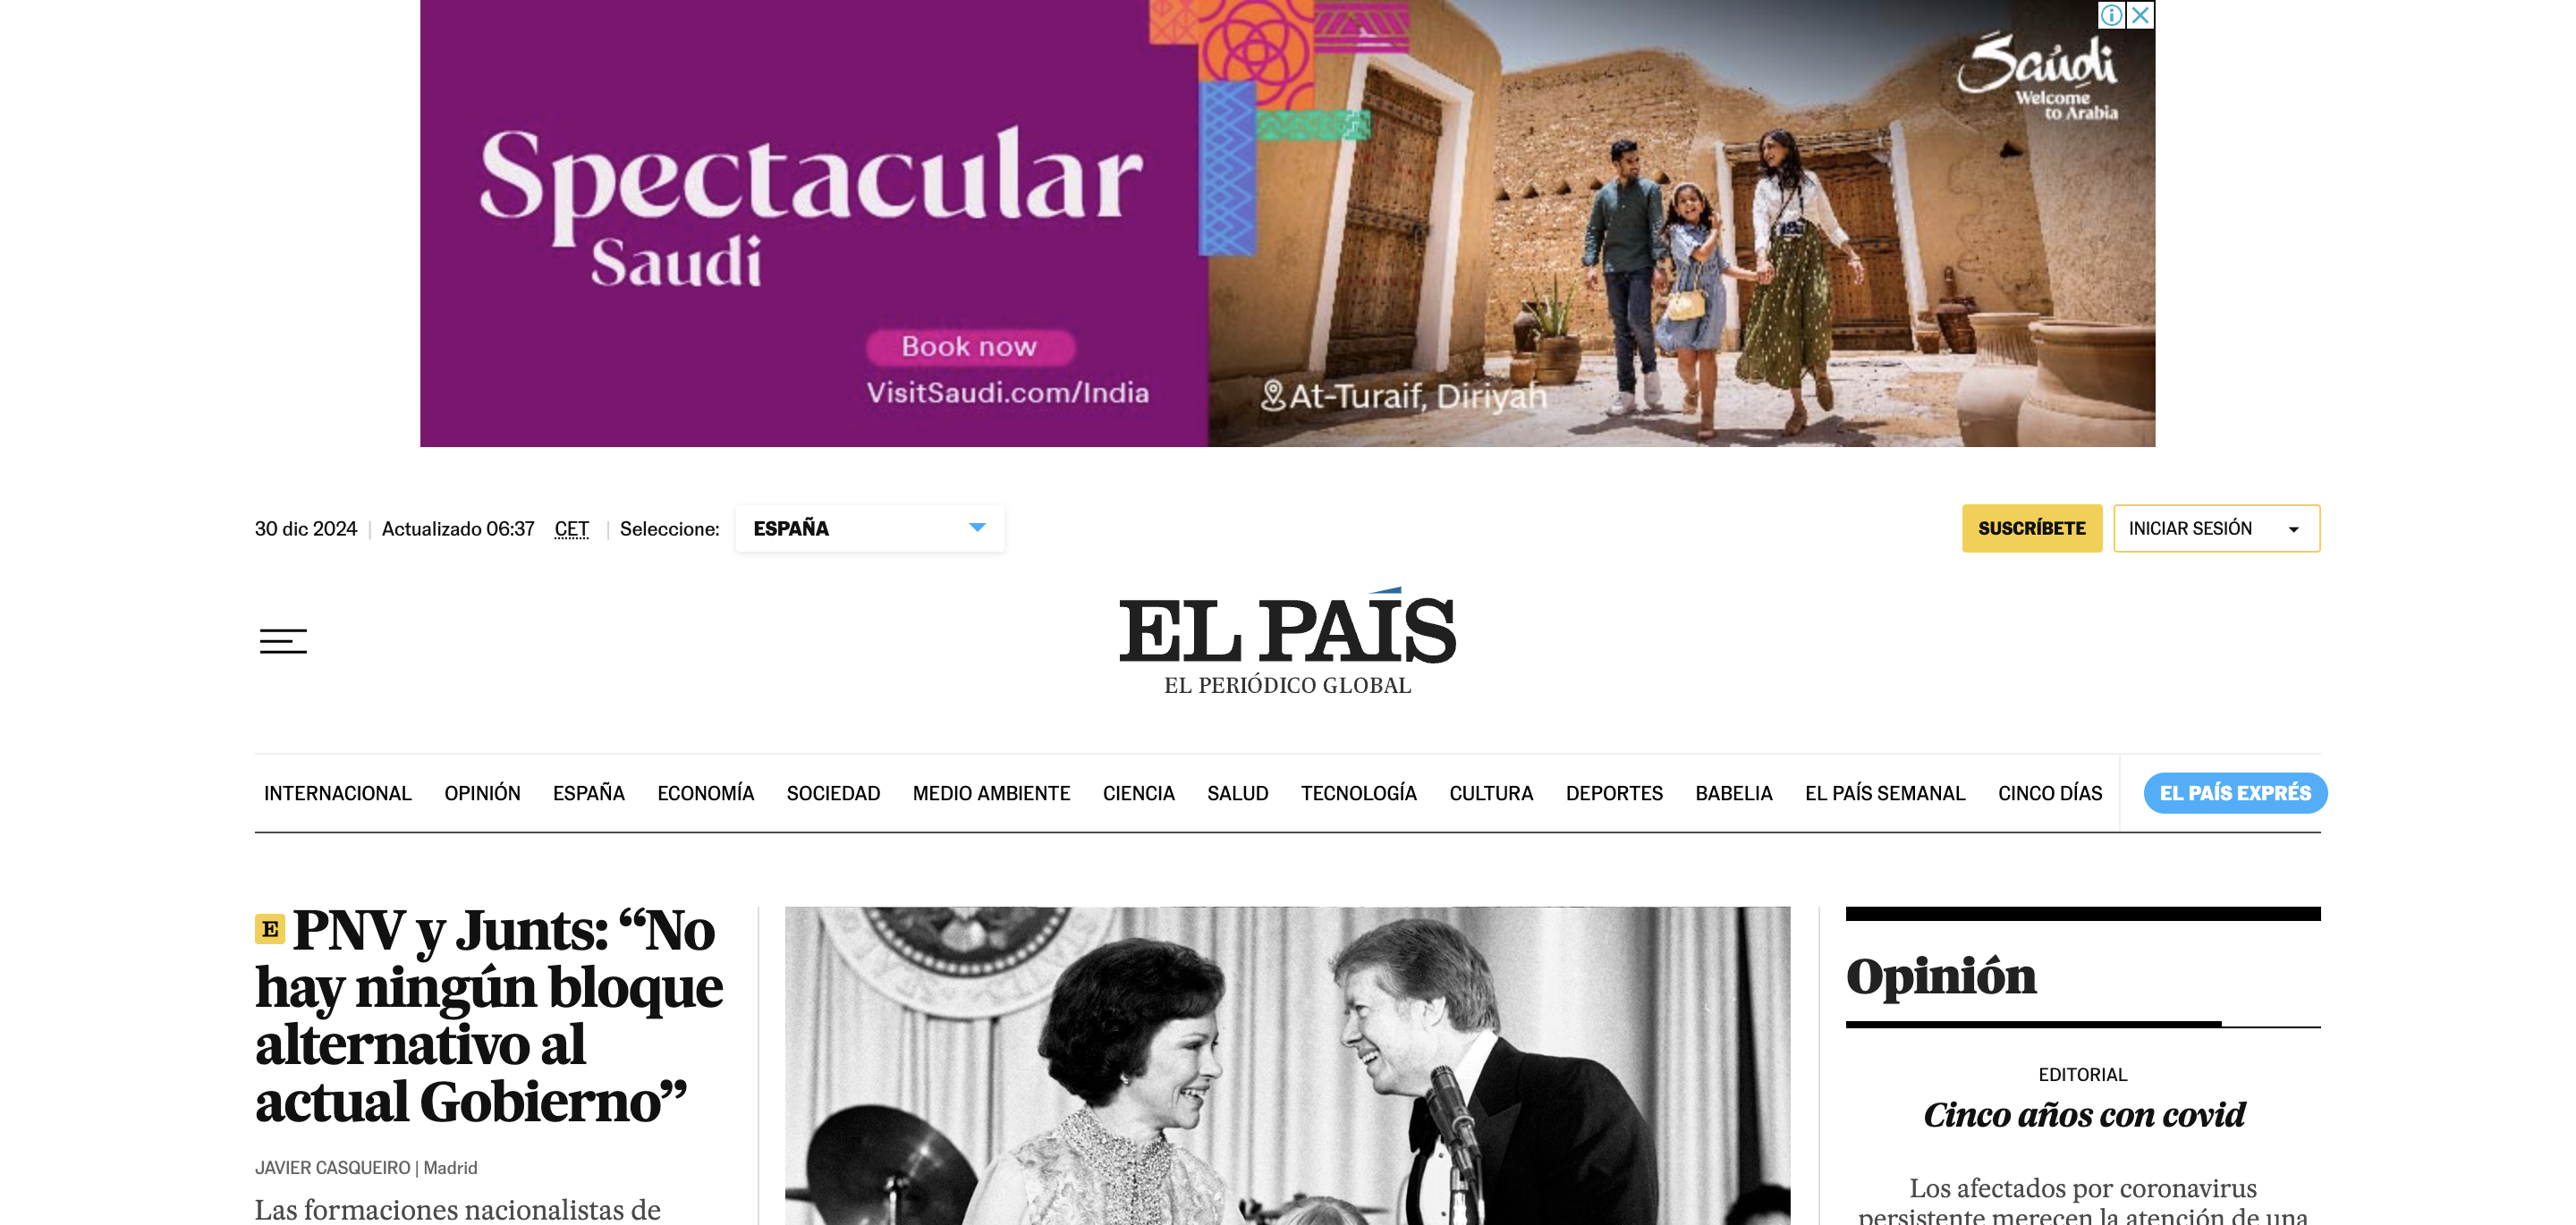 Spectacular
Saudi
Book now
VisitSaudi.com/India
At-Turaif, Diriyah
Saudi
Welcome
to Arabia
30 dic 2024 | Actualizado 06:37 CET | Seleccione: ESPAÑA
SUSCRÍBETE INICIAR SESIÓN
EL PAÍS
EL PERIÓDICO GLOBAL
INTERNACIONAL OPINIÓN ESPAÑA ECONOMÍA SOCIEDAD MEDIO AMBIENTE CIENCIA SALUD TECNOLOGÍA CULTURA DEPORTES BABELIA EL PAÍS SEMANAL CINCO DÍAS EL PAÍS EXPRÉS
E PNV y Junts: “No
hay ningún bloque
alternativo al
actual Gobierno”
JAVIER CASQUEIRO | Madrid
Las formaciones nacionalistas de
Opinión
EDITORIAL
Cinco años con covid
Los afectados por coronavirus
persistente merecen la atención de una